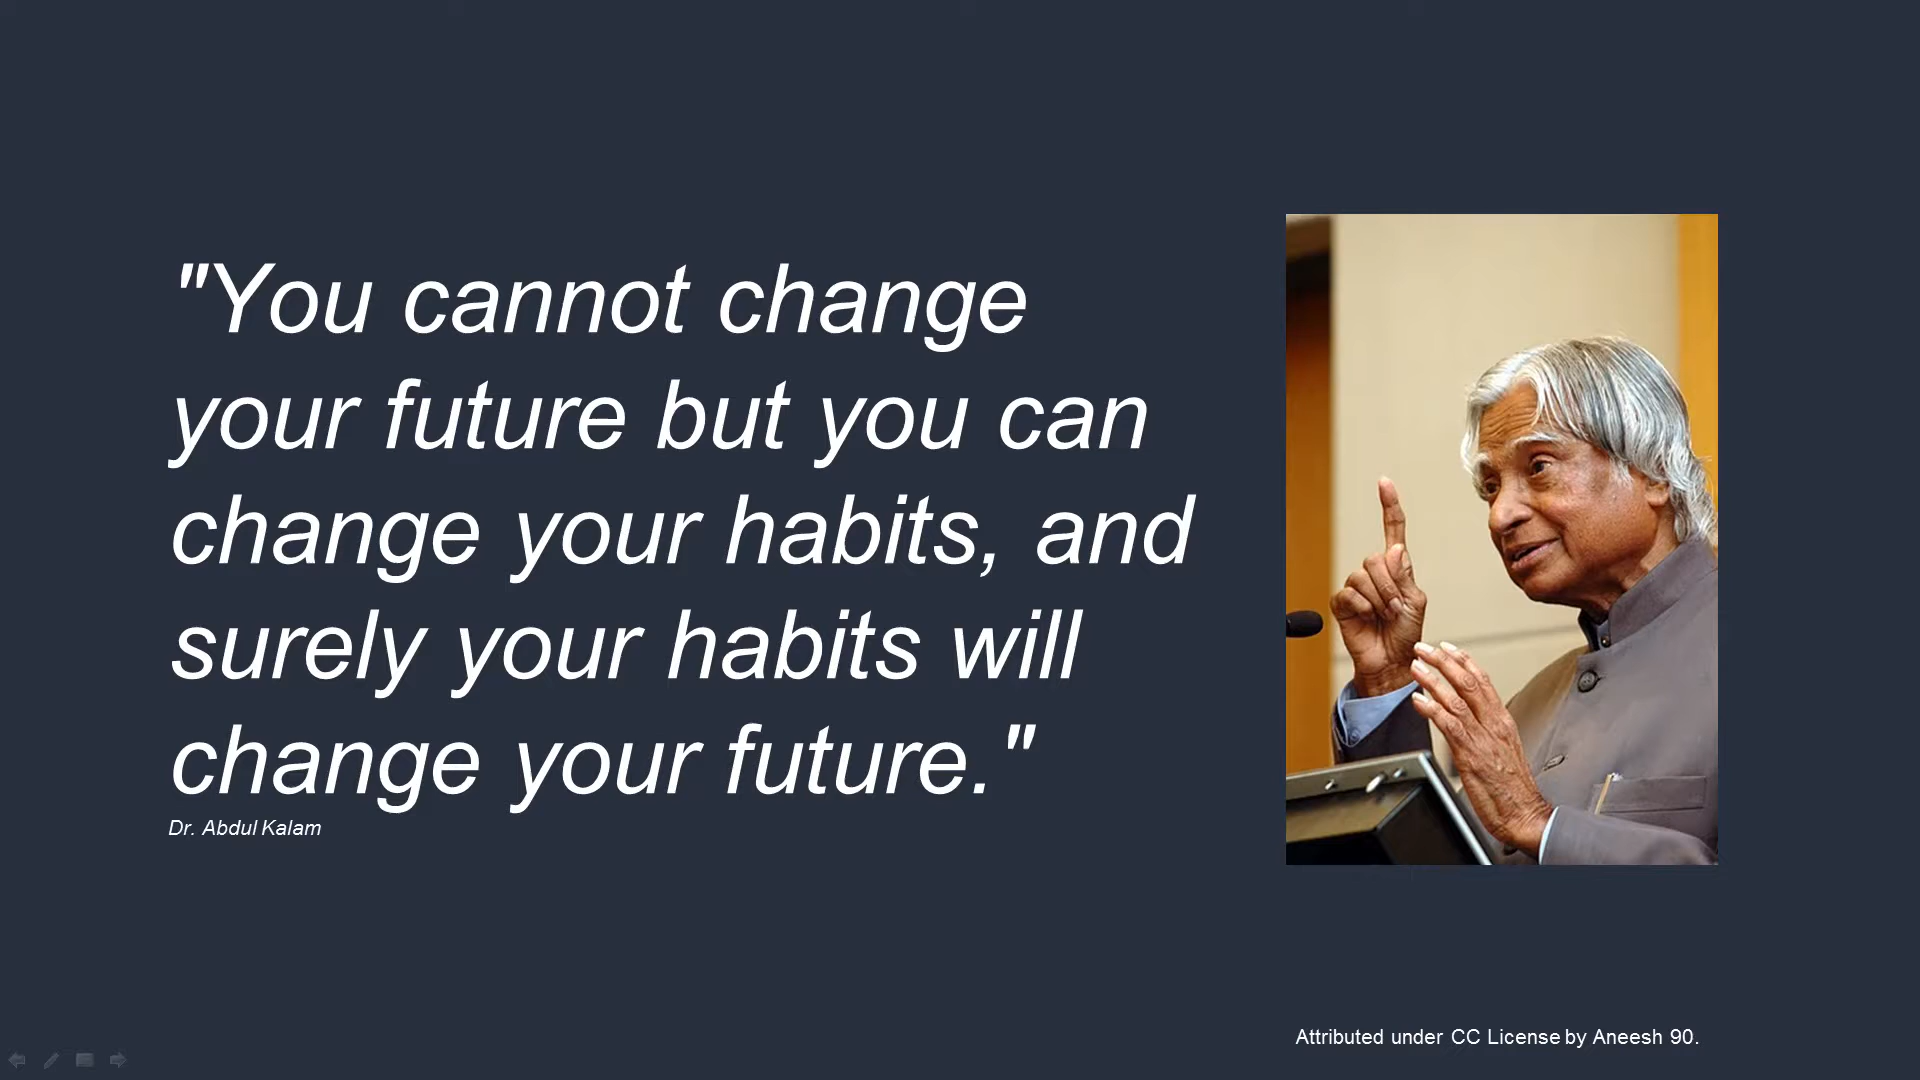 "You cannot change
your future but you can
change your habits, and
surely your habits will
change your future."
Dr. Abdul Kalam
Attributed under CC License by Aneesh 90.